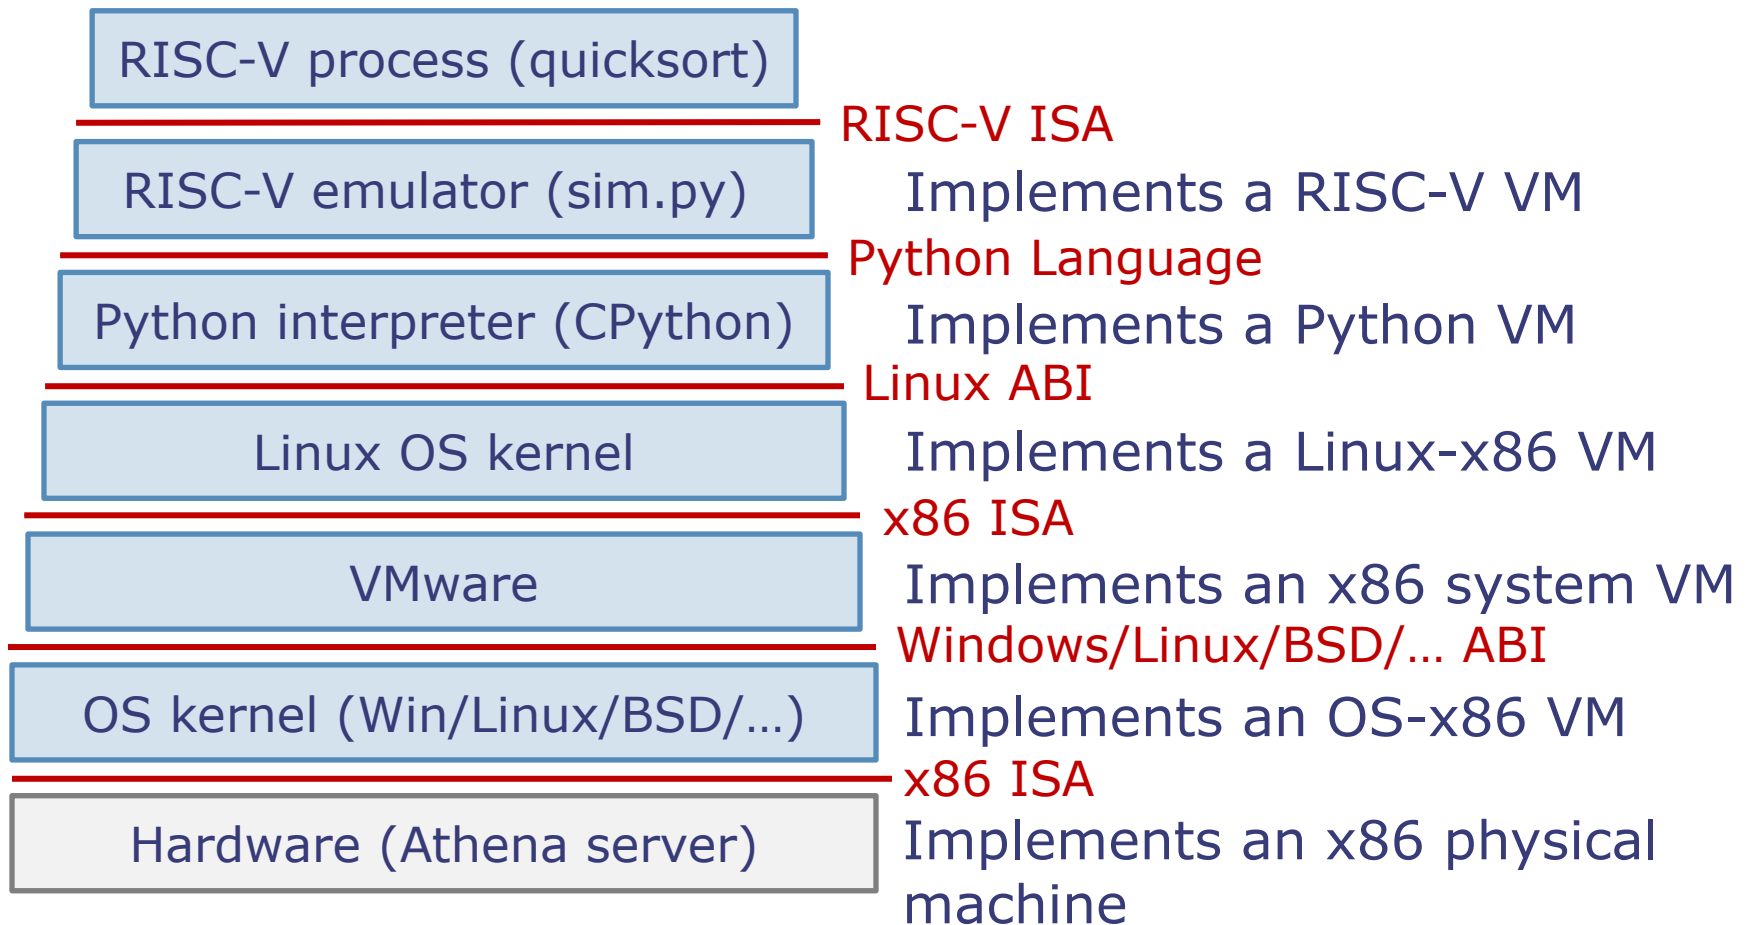 RISC-V process (quicksort)
RISC-V ISA
RISC-V emulator (sim.py)
Implements a RISC-V VM
Python Language
Python interpreter (CPython)
Implements a Python VM
Linux ABI
Linux OS kernel
Implements a Linux-x86 VM
x86 ISA
VMware
Implements an x86 system VM
Windows/Linux/BSD/… ABI
OS kernel (Win/Linux/BSD/…)
Implements an OS-x86 VM
x86 ISA
Hardware (Athena server)
Implements an x86 physical
machine